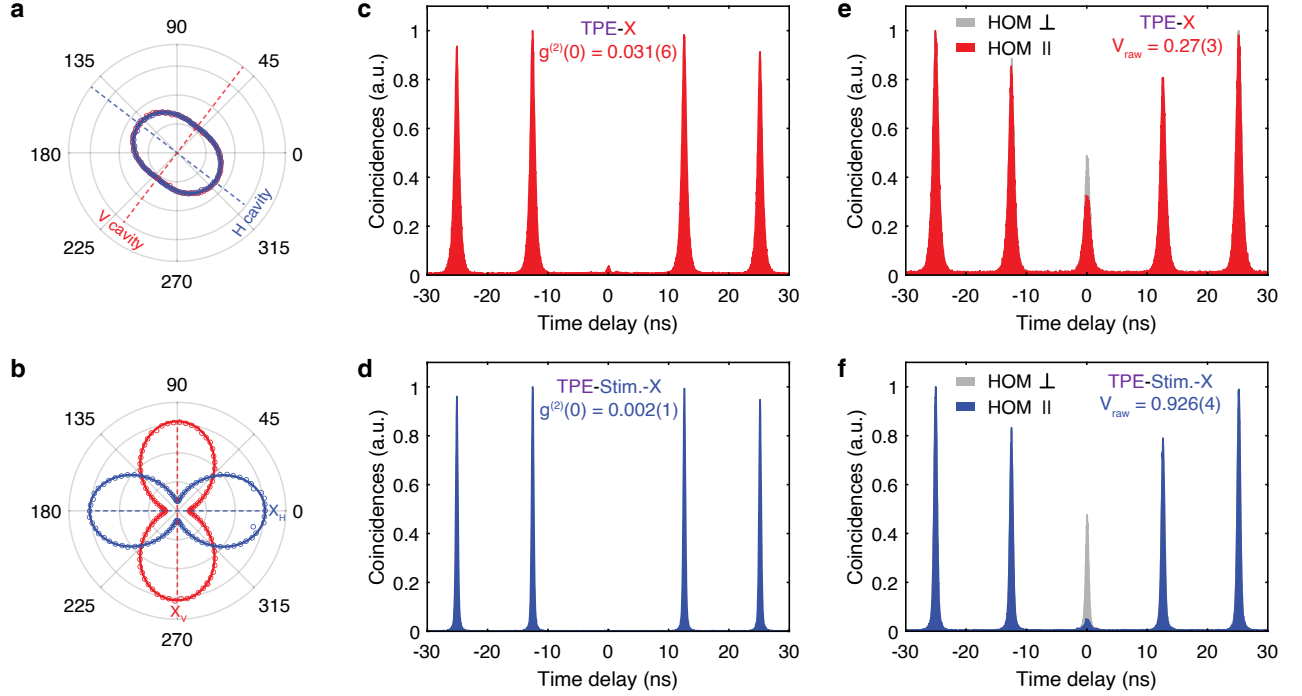 a
90
135
45
180
0
225
315
270
V cavity
H cavity
b
90
135
45
180
0
225
315
270
X_H
X_V
c
TPE-X
g⁽²⁾(0) = 0.031(6)
Coincidences (a.u.)
1
0.8
0.6
0.4
0.2
0
-30
-20
-10
0
10
20
30
Time delay (ns)
d
TPE-Stim.-X
g⁽²⁾(0) = 0.002(1)
Coincidences (a.u.)
1
0.8
0.6
0.4
0.2
0
-30
-20
-10
0
10
20
30
Time delay (ns)
e
HOM ⊥
HOM ||
TPE-X
V_raw = 0.27(3)
Coincidences (a.u.)
1
0.8
0.6
0.4
0.2
0
-30
-20
-10
0
10
20
30
Time delay (ns)
f
HOM ⊥
HOM ||
TPE-Stim.-X
V_raw = 0.926(4)
Coincidences (a.u.)
1
0.8
0.6
0.4
0.2
0
-30
-20
-10
0
10
20
30
Time delay (ns)